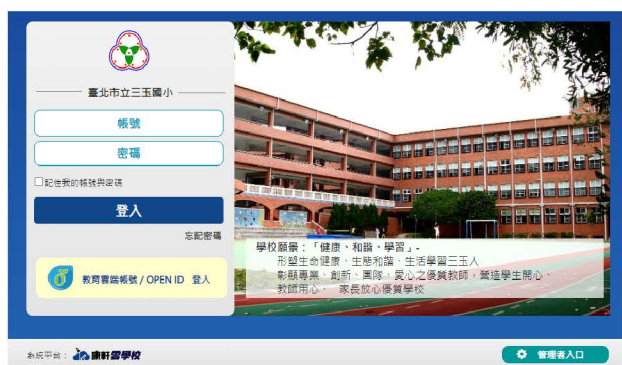 臺北市立三玉國小
帳號
密碼
記住我的帳號與密碼
登入
忘記密碼
教育雲端帳號 / OPEN ID 登入
學校願景：「健康、和諧、學習」-
形塑生命健康、生態和諧、生活學習三玉人
彰顯專業、創新、團隊、愛心之優質教師，營造學生開心、
教師用心、 家長放心優質學校
系統平台： 康軒雲學校
管理者入口